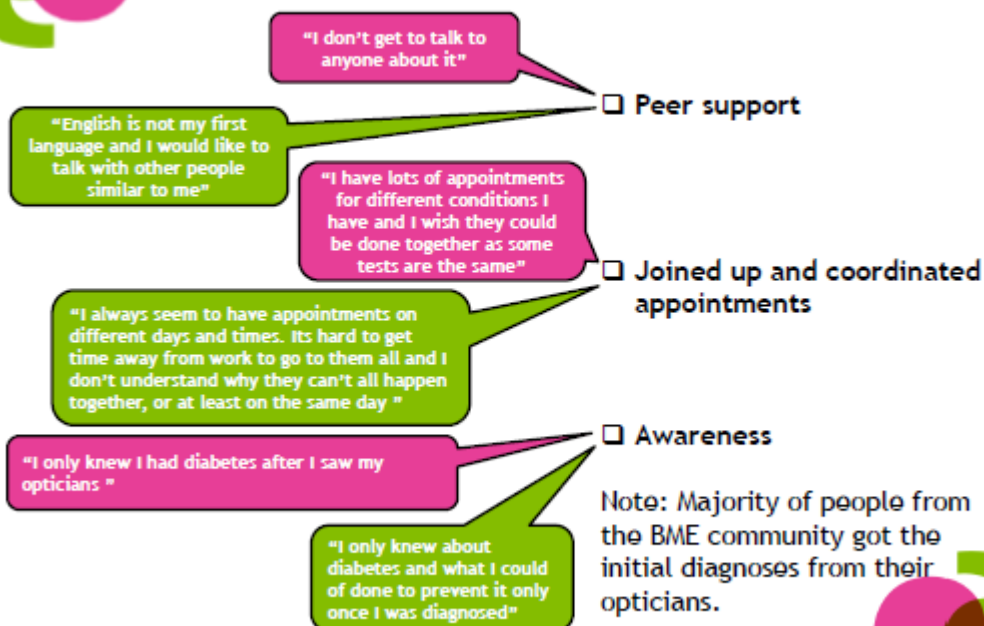 “I don’t get to talk to
anyone about it”
❑ Peer support
“English is not my first
language and I would like to
talk with other people
similar to me”
“I have lots of appointments
for different conditions I
have and I wish they could
be done together as some
tests are the same”
❑ Joined up and coordinated
appointments
“I always seem to have appointments on
different days and times. Its hard to get
time away from work to go to them all and I
don’t understand why they can’t all happen
together, or at least on the same day ”
❑ Awareness
“I only knew I had diabetes after I saw my
opticians ”
“I only knew about
diabetes and what I could
of done to prevent it only
once I was diagnosed”
Note: Majority of people from
the BME community got the
initial diagnoses from their
opticians.